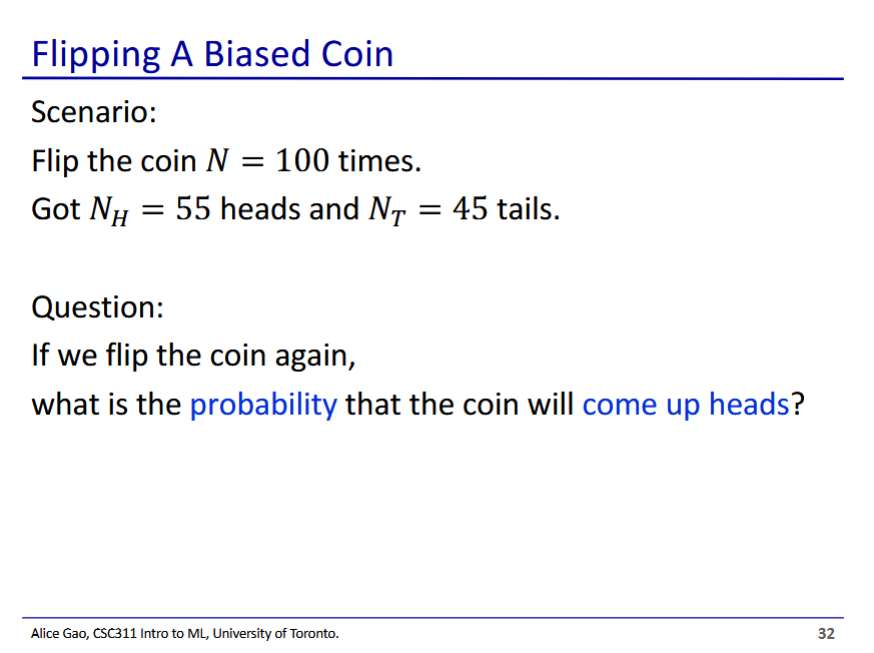 Flipping A Biased Coin
Scenario:
Flip the coin N = 100 times.
Got N_H = 55 heads and N_T = 45 tails.
Question:
If we flip the coin again,
what is the probability that the coin will come up heads?
Alice Gao, CSC311 Intro to ML, University of Toronto.
32